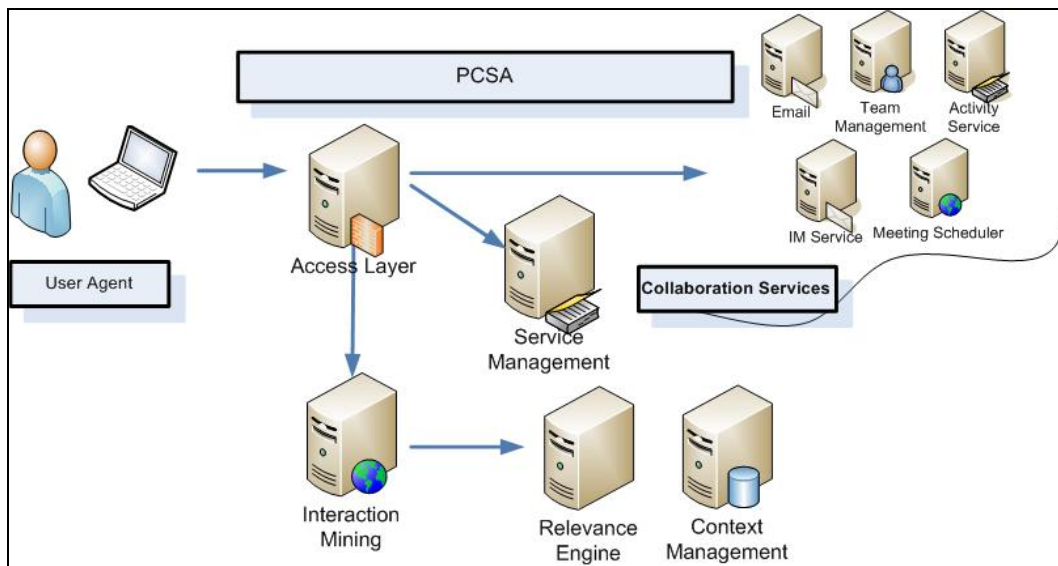 PCSA
Email
Team
Management
Activity
Service
IM Service
Meeting Scheduler
User Agent
Access Layer
Collaboration Services
Service
Management
Interaction
Mining
Relevance
Engine
Context
Management